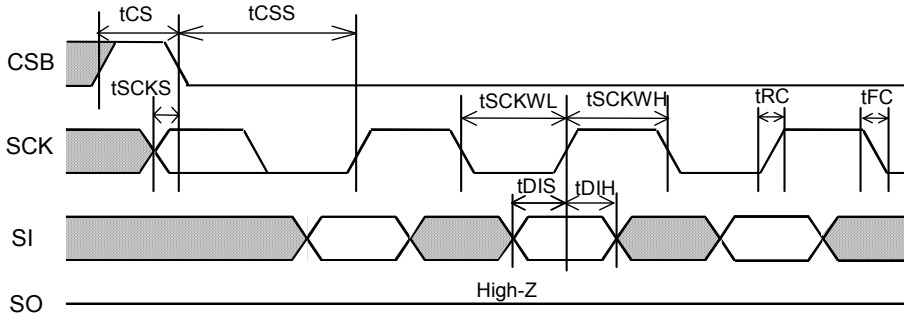 tCS tCSS
CSB
tSCKS tSCKWL tSCKWH tRC tFC
SCK
tDIS tDIH
SI
High-Z
SO